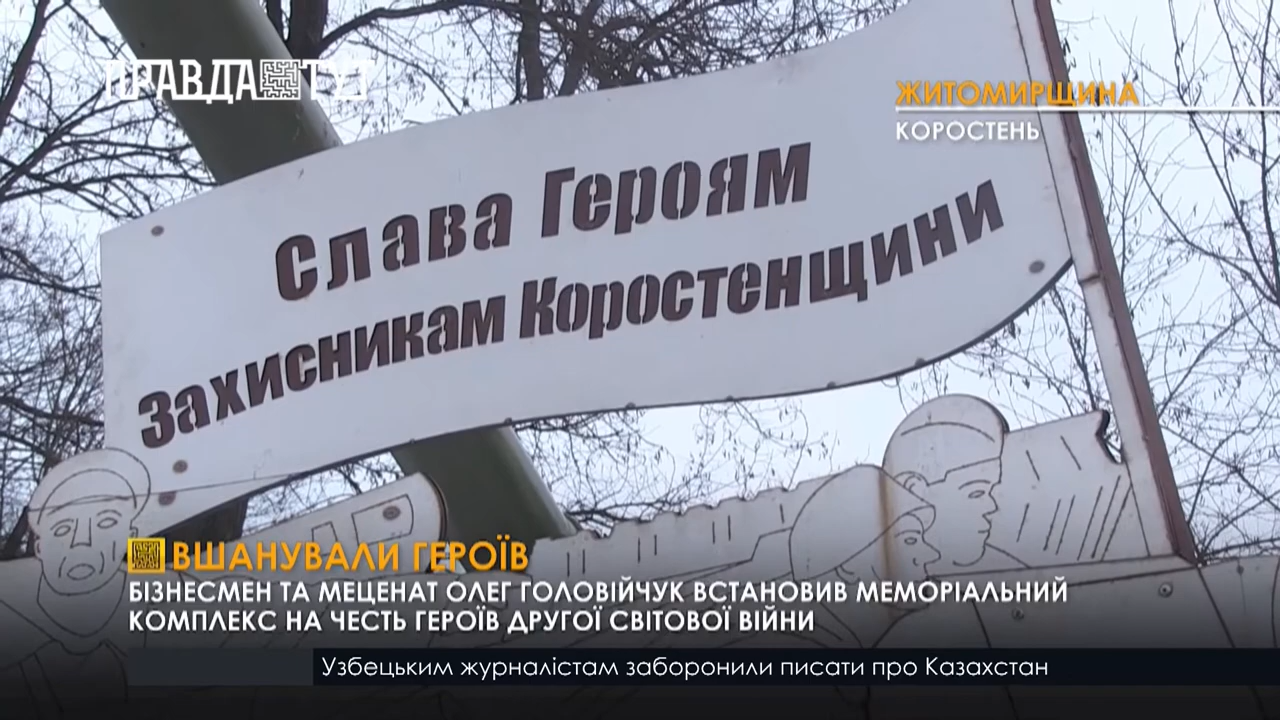 ПРАВДА ТУТ
ЖИТОМИРЩИНА
КОРОСТЕНЬ
Слава Героям
Захисникам Коростенщини
ВШАНУВАЛИ ГЕРОЇВ
БІЗНЕСМЕН ТА МЕЦЕНАТ ОЛЕГ ГОЛОВІЙЧУК ВСТАНОВИВ МЕМОРІАЛЬНИЙ
КОМПЛЕКС НА ЧЕСТЬ ГЕРОЇВ ДРУГОЇ СВІТОВОЇ ВІЙНИ
Узбецьким журналістам заборонили писати про Казахстан